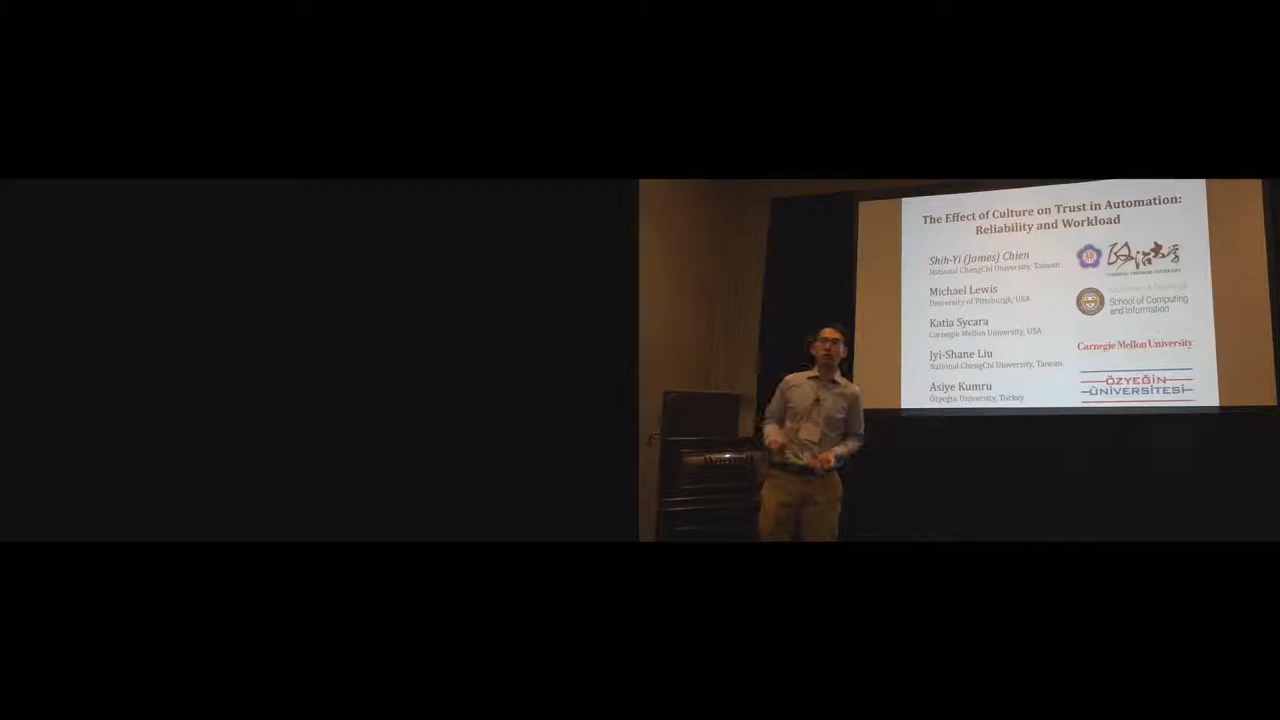 The Effect of Culture on Trust in Automation:
Reliability and Workload
Shih-Yi (James) Chien
National ChengChi University, Taiwan
Michael Lewis
University of Pittsburgh, USA
Katia Sycara
Carnegie Mellon University, USA
Jyi-Shane Liu
National ChengChi University, Taiwan
Asiye Kumru
Özyegin University, Turkey
政治大學
School of Computing
and Information
Carnegie Mellon University
ÖZYEĞİN
ÜNİVERSİTESİ